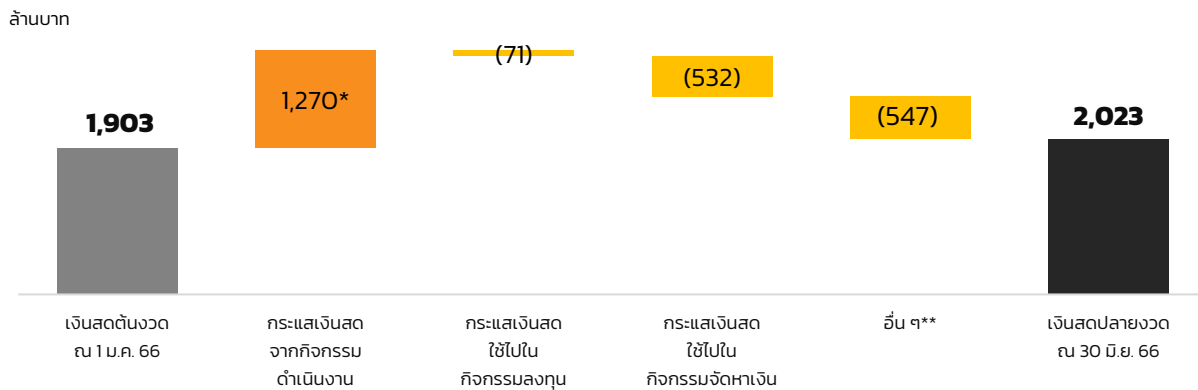 ล้านบาท
1,903
1,270*
(71)
(532)
(547)
2,023
เงินสดต้นงวด
ณ 1 ม.ค. 66
กระแสเงินสด
จากกิจกรรม
ดำเนินงาน
กระแสเงินสด
ใช้ไปใน
กิจกรรมลงทุน
กระแสเงินสด
ใช้ไปใน
กิจกรรมจัดหาเงิน
อื่น ๆ**
เงินสดปลายงวด
ณ 30 มิ.ย. 66